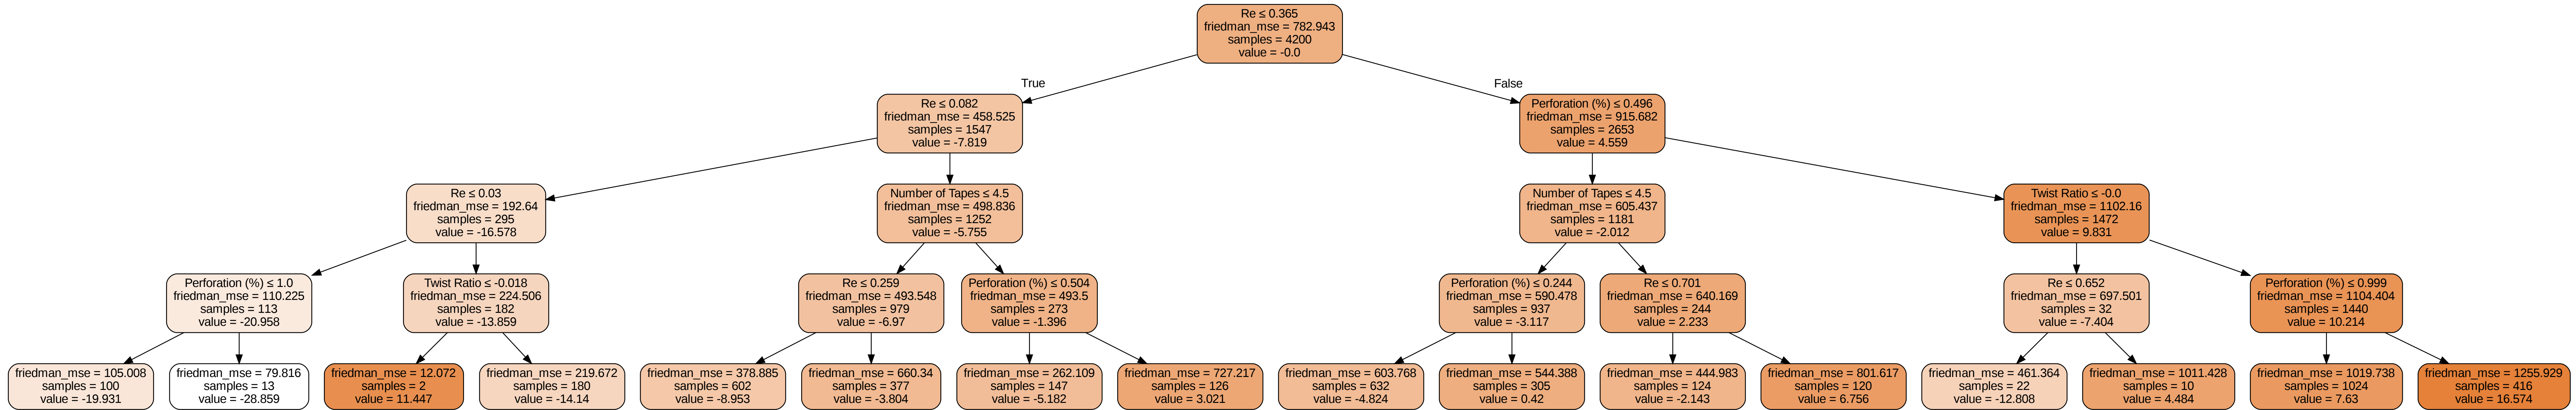 Re ≤ 0.365
friedman_mse = 782.943
samples = 4200
value = -0.0
True
False
Re ≤ 0.082
friedman_mse = 458.525
samples = 1547
value = -7.819
Perforation (%) ≤ 0.496
friedman_mse = 915.682
samples = 2653
value = 4.559
Re ≤ 0.03
friedman_mse = 192.64
samples = 295
value = -16.578
Number of Tapes ≤ 4.5
friedman_mse = 498.836
samples = 1252
value = -5.755
Number of Tapes ≤ 4.5
friedman_mse = 605.437
samples = 1181
value = -2.012
Twist Ratio ≤ -0.0
friedman_mse = 1102.16
samples = 1472
value = 9.831
Perforation (%) ≤ 1.0
friedman_mse = 110.225
samples = 113
value = -20.958
Twist Ratio ≤ -0.018
friedman_mse = 224.506
samples = 182
value = -13.859
Re ≤ 0.259
friedman_mse = 493.548
samples = 979
value = -6.97
Perforation (%) ≤ 0.504
friedman_mse = 493.5
samples = 273
value = -1.396
Perforation (%) ≤ 0.244
friedman_mse = 590.478
samples = 937
value = -3.117
Re ≤ 0.701
friedman_mse = 640.169
samples = 244
value = 2.233
Re ≤ 0.652
friedman_mse = 697.501
samples = 32
value = -7.404
Perforation (%) ≤ 0.999
friedman_mse = 1104.404
samples = 1440
value = 10.214
friedman_mse = 105.008
samples = 100
value = -19.931
friedman_mse = 79.816
samples = 13
value = -28.859
friedman_mse = 12.072
samples = 2
value = 11.447
friedman_mse = 219.672
samples = 180
value = -14.14
friedman_mse = 378.885
samples = 602
value = -8.953
friedman_mse = 660.34
samples = 377
value = -3.804
friedman_mse = 262.109
samples = 147
value = -5.182
friedman_mse = 727.217
samples = 126
value = 3.021
friedman_mse = 603.768
samples = 632
value = -4.824
friedman_mse = 544.388
samples = 305
value = 0.42
friedman_mse = 444.983
samples = 124
value = -2.143
friedman_mse = 801.617
samples = 120
value = 6.756
friedman_mse = 461.364
samples = 22
value = -12.808
friedman_mse = 1011.428
samples = 10
value = 4.484
friedman_mse = 1019.738
samples = 1024
value = 7.63
friedman_mse = 1255.929
samples = 416
value = 16.574